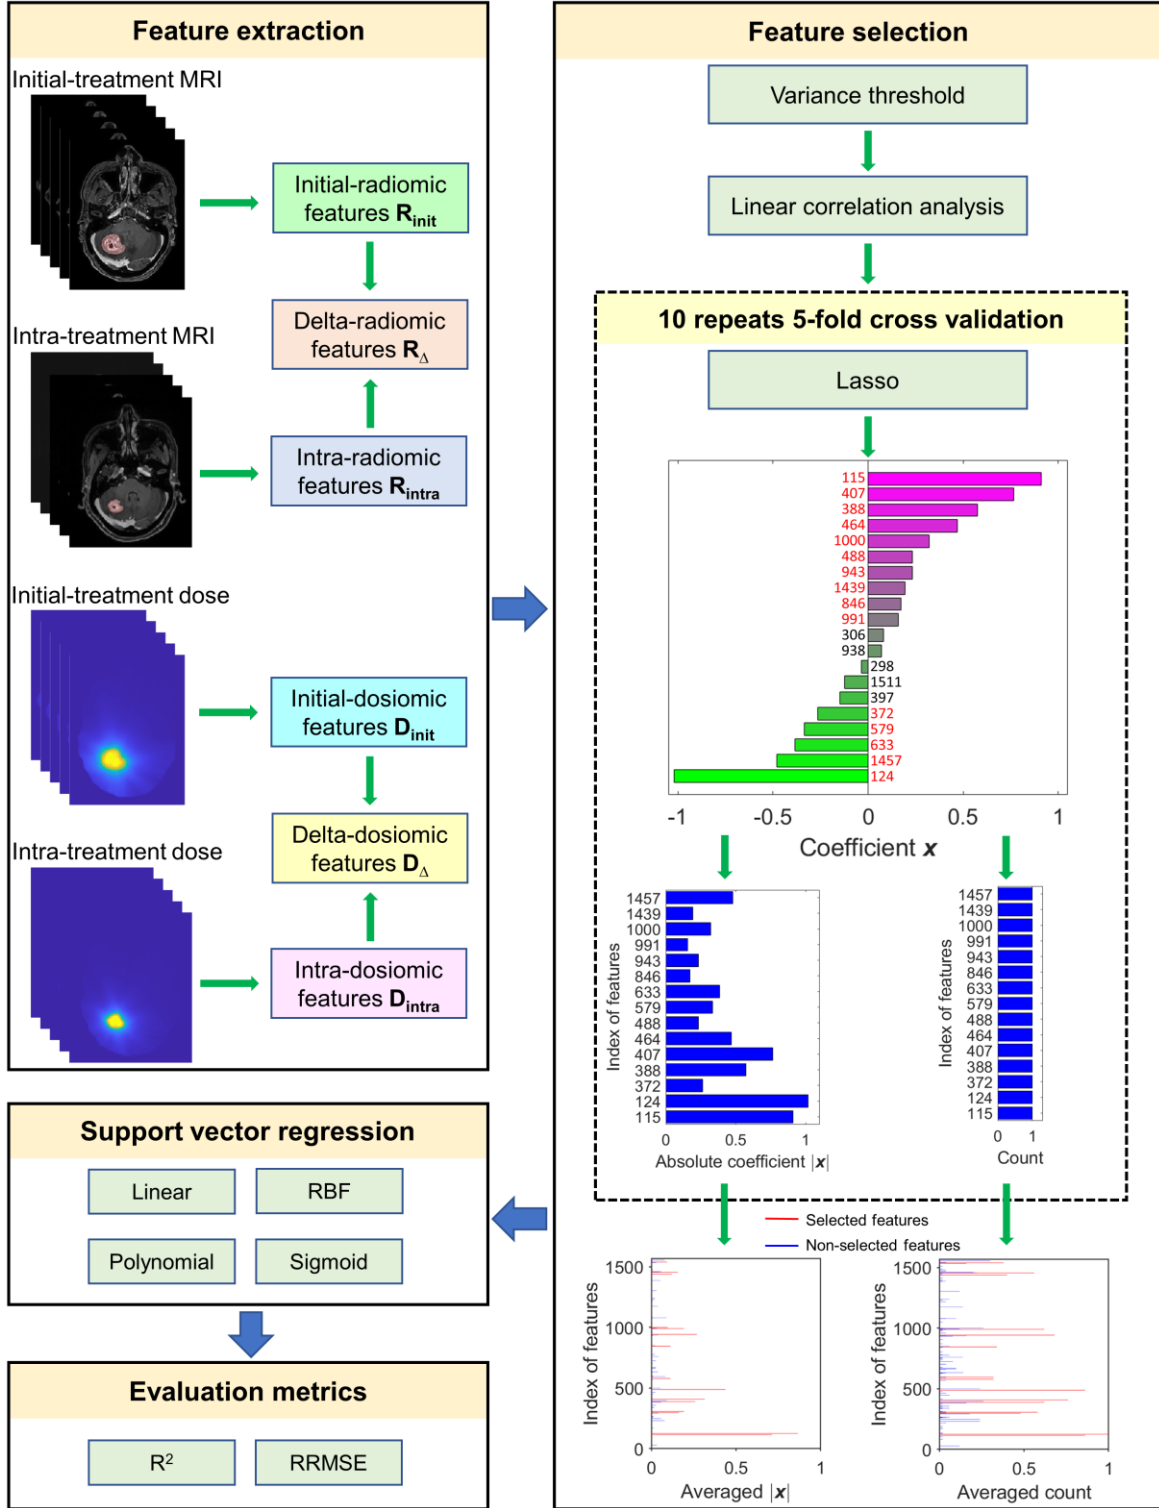 Feature extraction
Initial-treatment MRI
Initial-radiomic
features R_init
Delta-radiomic
features R_Δ
Intra-treatment MRI
Intra-radiomic
features R_intra
Initial-treatment dose
Initial-dosiomic
features D_init
Delta-dosiomic
features D_Δ
Intra-treatment dose
Intra-dosiomic
features D_intra
Feature selection
Variance threshold
Linear correlation analysis
10 repeats 5-fold cross validation
Lasso
115
407
388
464
1000
488
943
1439
846
991
306
938
298
1511
397
372
579
633
1457
124
-1 -0.5 0 0.5 1
Coefficient x
Index of features
1457
1439
1000
991
943
846
633
579
488
464
407
388
372
124
115
0 0.5 1
Absolute coefficient |x|
Index of features
1457
1439
1000
991
943
846
633
579
488
464
407
388
372
124
115
0 1
Count
Selected features
Non-selected features
Index of features
1500
1000
500
0
0 0.5 1
Averaged |x|
Index of features
1500
1000
500
0
0 0.5 1
Averaged count
Support vector regression
Linear RBF
Polynomial Sigmoid
Evaluation metrics
R² RRMSE